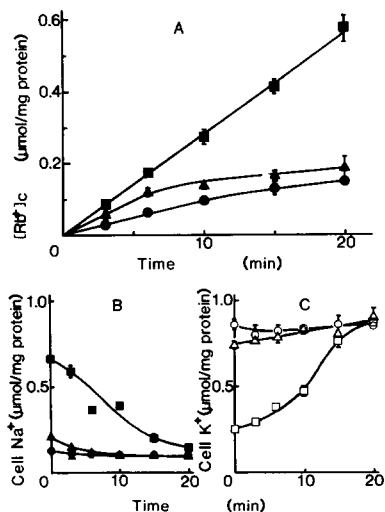 A
0.6
0.4
0.2
[Rb⁺]c (μmol/mg protein)
0
10
20
Time (min)
B
1.0
0.5
Cell Na⁺(μmol/mg protein)
0
10
20
Time
C
1.0
0.5
Cell K⁺(μmol/mg protein)
0
10
20
(min)